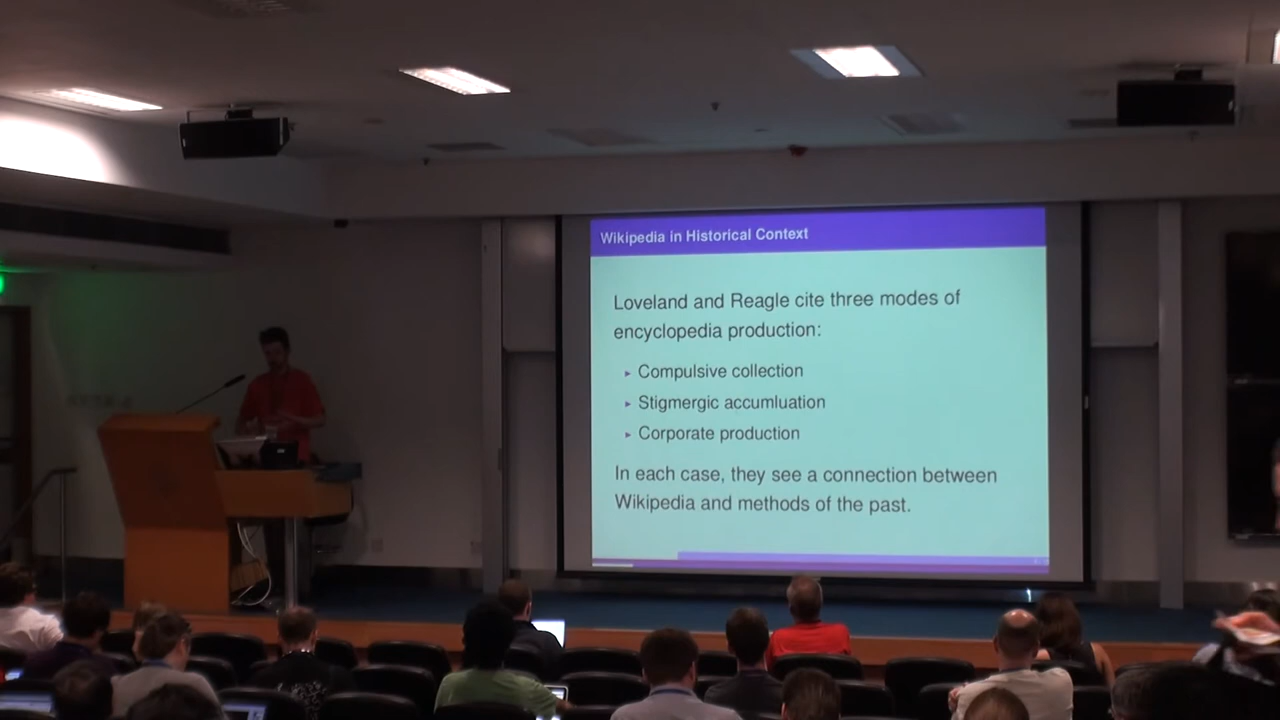 Wikipedia in Historical Context
Loveland and Reagle cite three modes of
encyclopedia production:
▸ Compulsive collection
▸ Stigmergic accumluation
▸ Corporate production
In each case, they see a connection between
Wikipedia and methods of the past.